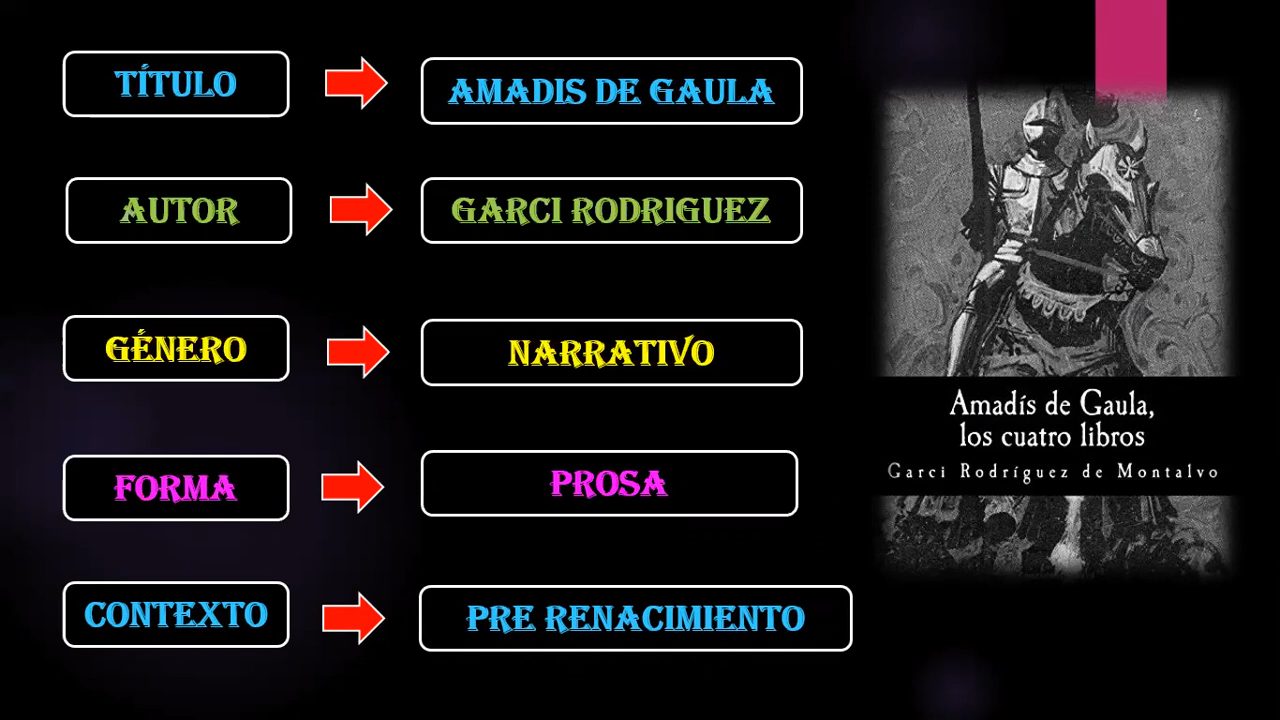 TÍTULO
AMADIS DE GAULA
AUTOR
GARCI RODRIGUEZ
GÉNERO
NARRATIVO
FORMA
PROSA
CONTEXTO
PRE RENACIMIENTO
Amadís de Gaula,
los cuatro libros
Garci Rodríguez de Montalvo